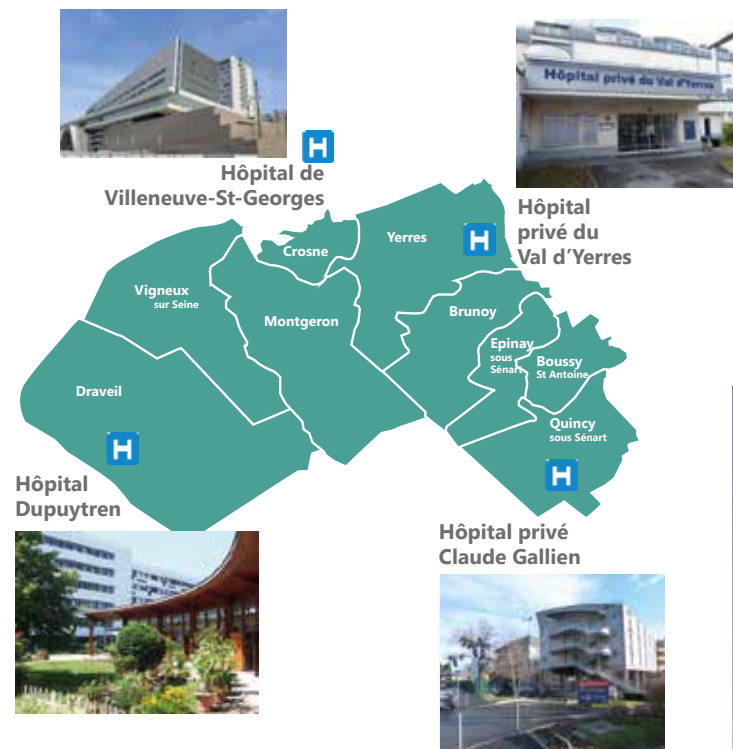 Hôpital privé du Val d'Yerres
H
Hôpital de
Villeneuve-St-Georges
Hôpital
privé du
Val d'Yerres
Crosne
Yerres
H
Vigneux
sur Seine
Montgeron
Brunoy
Epinay
sous
Sénart
Boussy
St Antoine
Draveil
Quincy
sous Sénart
H
H
Hôpital
Dupuytren
Hôpital privé
Claude Gallien